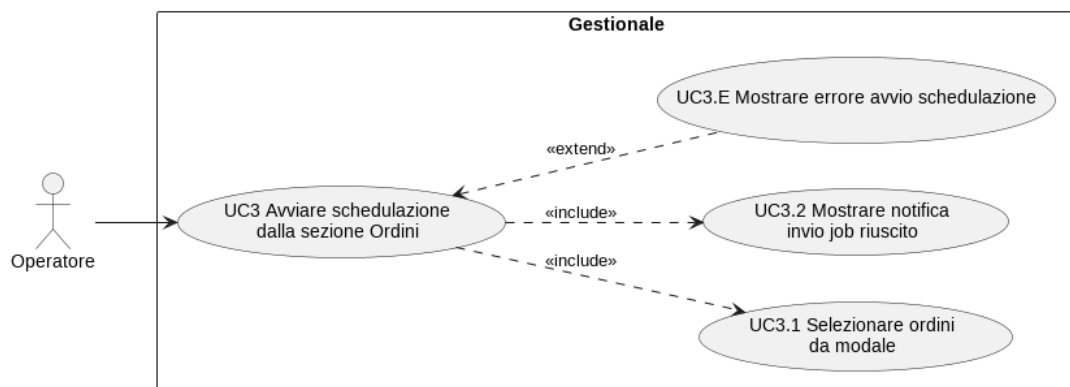 Gestionale
UC3.E Mostrare errore avvio schedulazione
«extend»
UC3 Avviare schedulazione
dalla sezione Ordini
«include»
UC3.2 Mostrare notifica
invio job riuscito
Operatore
«include»
UC3.1 Selezionare ordini
da modale